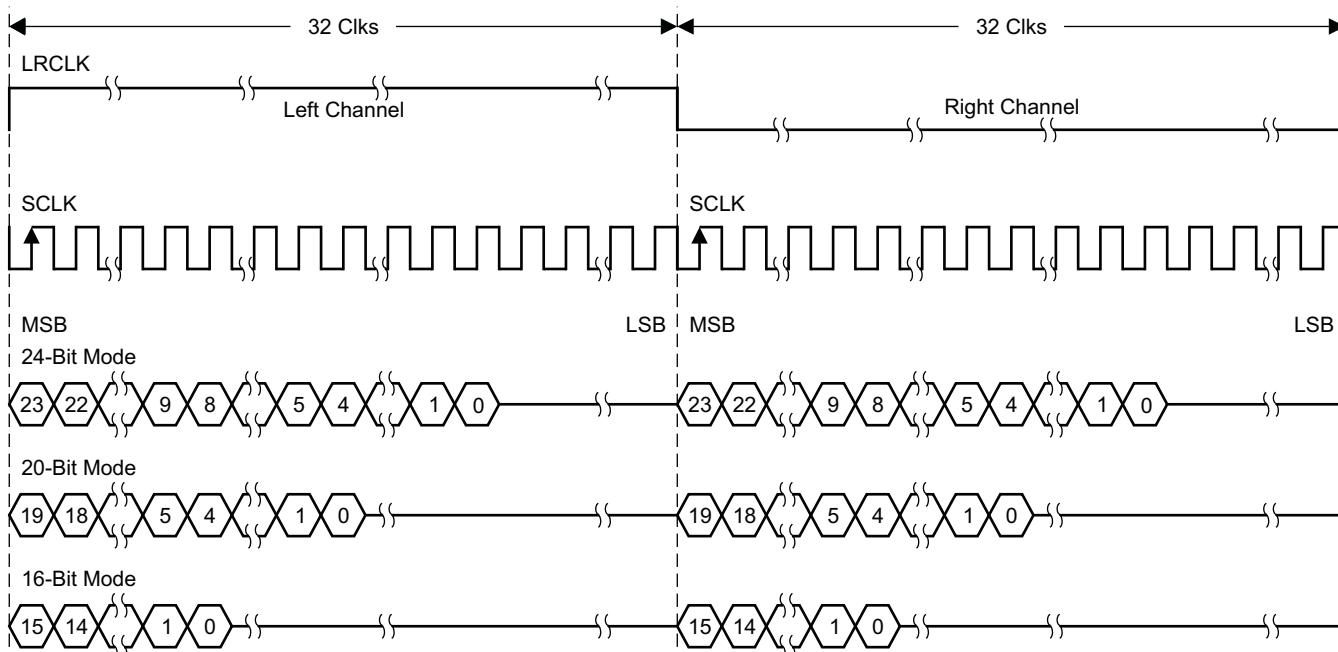 32 Clks 32 Clks
LRCLK
Left Channel Right Channel
SCLK SCLK
MSB LSB MSB LSB
24-Bit Mode
23 22 9 8 5 4 1 0 23 22 9 8 5 4 1 0
20-Bit Mode
19 18 5 4 1 0 19 18 5 4 1 0
16-Bit Mode
15 14 1 0 15 14 1 0